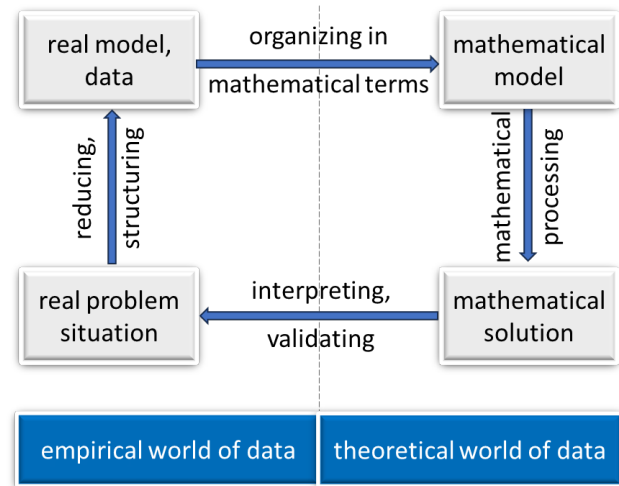 real model,
data
organizing in
mathematical terms
mathematical
model
reducing,
structuring
mathematical
processing
real problem
situation
interpreting,
validating
mathematical
solution
empirical world of data
theoretical world of data